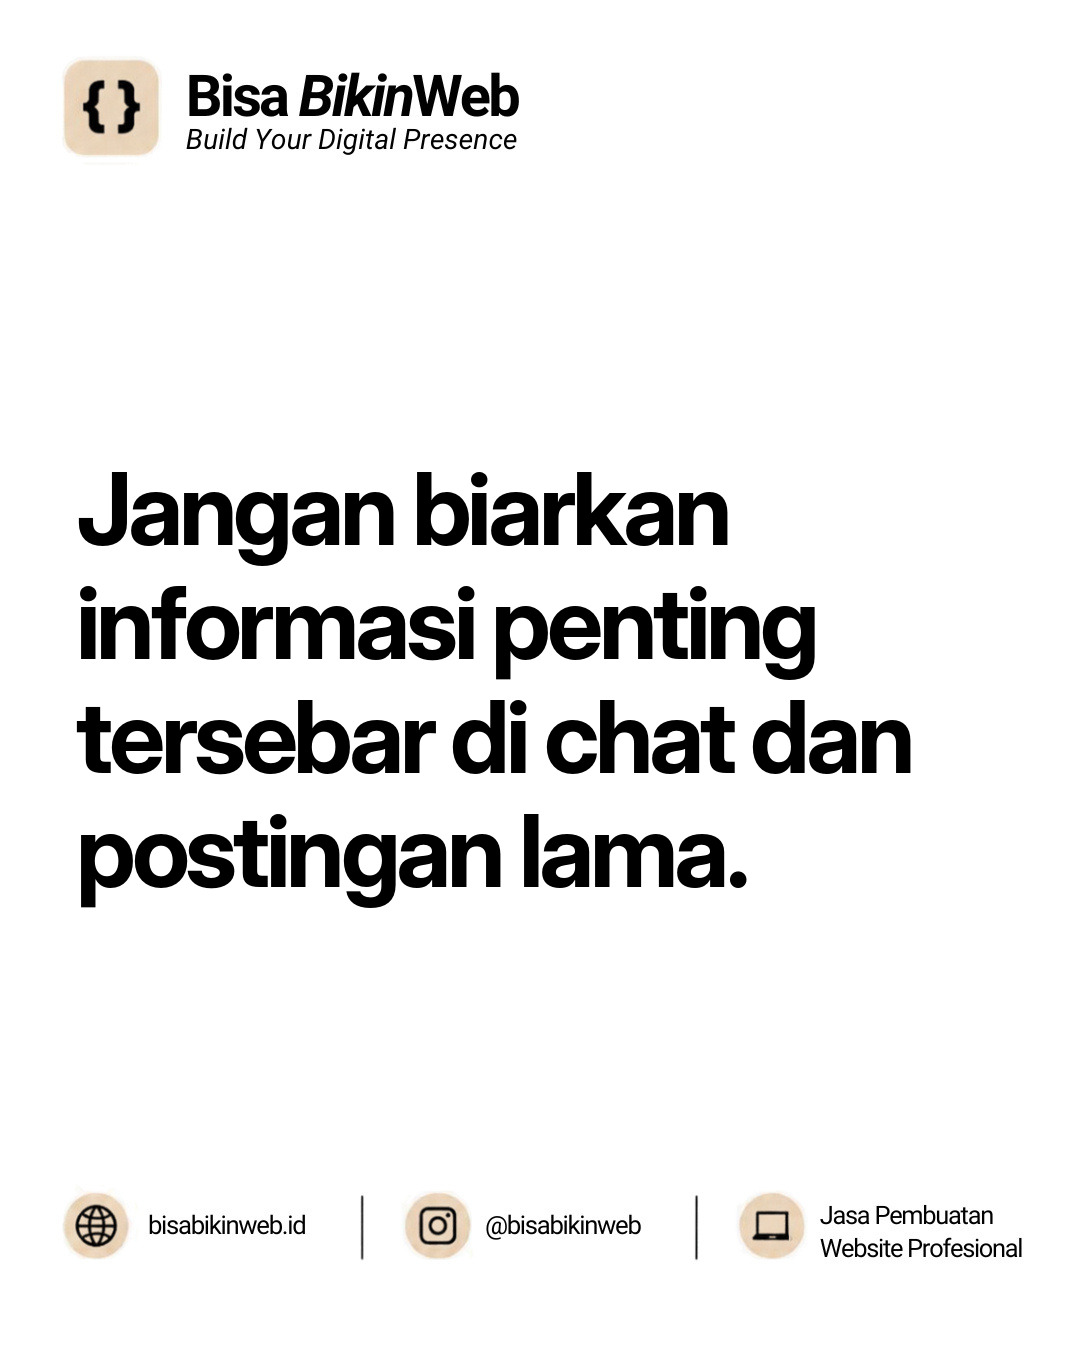 { }
Bisa BikinWeb
Build Your Digital Presence
Jangan biarkan
informasi penting
tersebar di chat dan
postingan lama.
bisabikinweb.id
@bisabikinweb
Jasa Pembuatan
Website Profesional